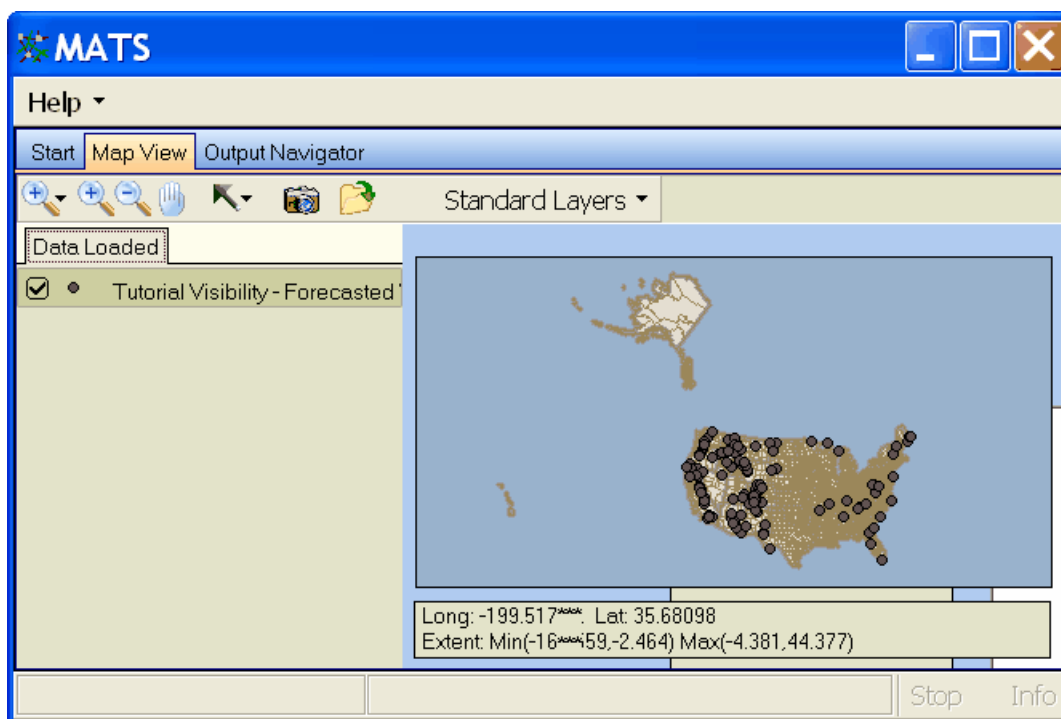 MATS
Help
Start Map View Output Navigator
Standard Layers
Data Loaded
Tutorial Visibility - Forecasted
Long: -199.517***. Lat: 35.68098
Extent: Min(-16***59,-2.464) Max(-4.381,44.377)
Stop Info